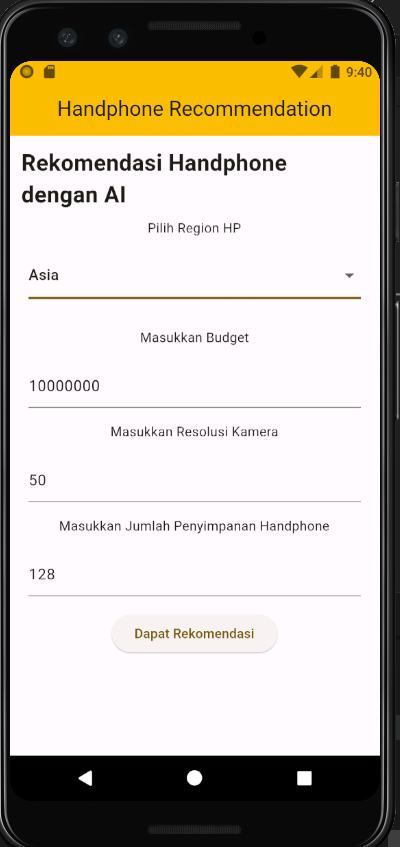 9:40
Handphone Recommendation
Rekomendasi Handphone
dengan AI
Pilih Region HP
Asia
Masukkan Budget
10000000
Masukkan Resolusi Kamera
50
Masukkan Jumlah Penyimpanan Handphone
128
Dapat Rekomendasi